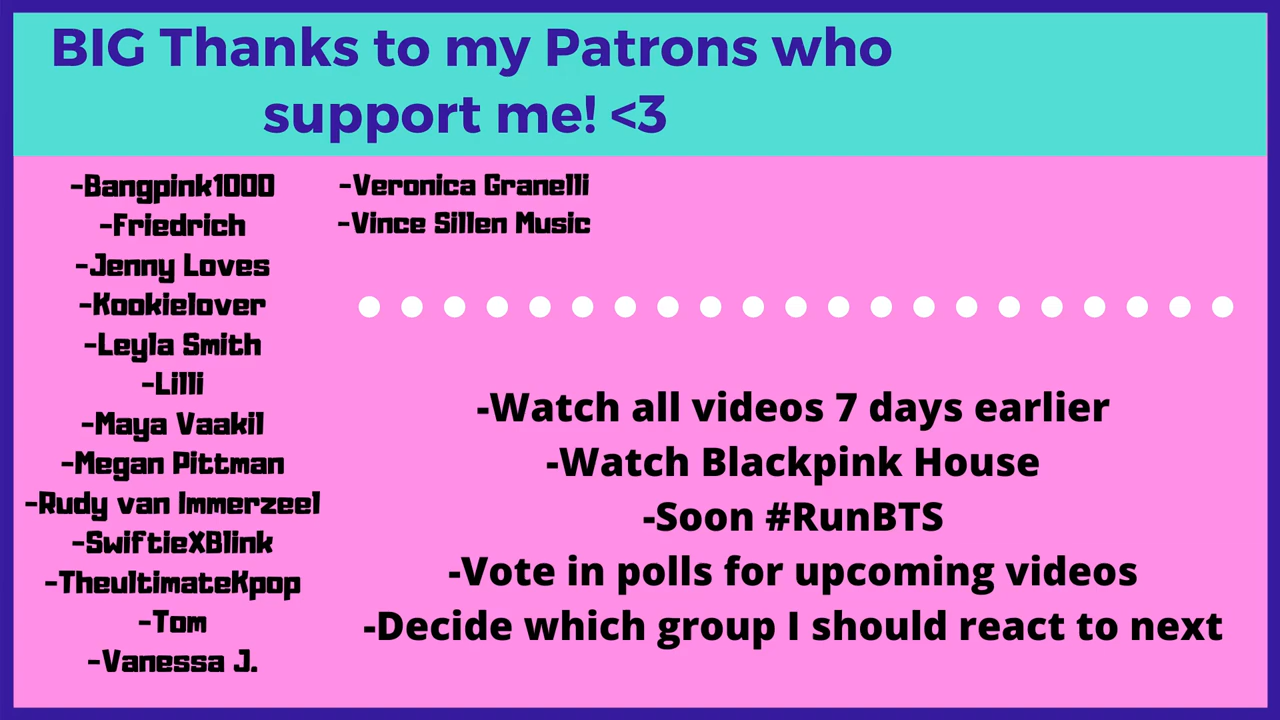 BIG Thanks to my Patrons who
support me! <3
-Bangpink1000
-Friedrich
-Jenny Loves
-Kookielover
-Leyla Smith
-Lilli
-Maya Vaakil
-Megan Pittman
-Rudy van Immerzeel
-SwiftieXBlink
-TheultimateKpop
-Tom
-Vanessa J.
-Veronica Granelli
-Vince Sillen Music
-Watch all videos 7 days earlier
-Watch Blackpink House
-Soon #RunBTS
-Vote in polls for upcoming videos
-Decide which group I should react to next